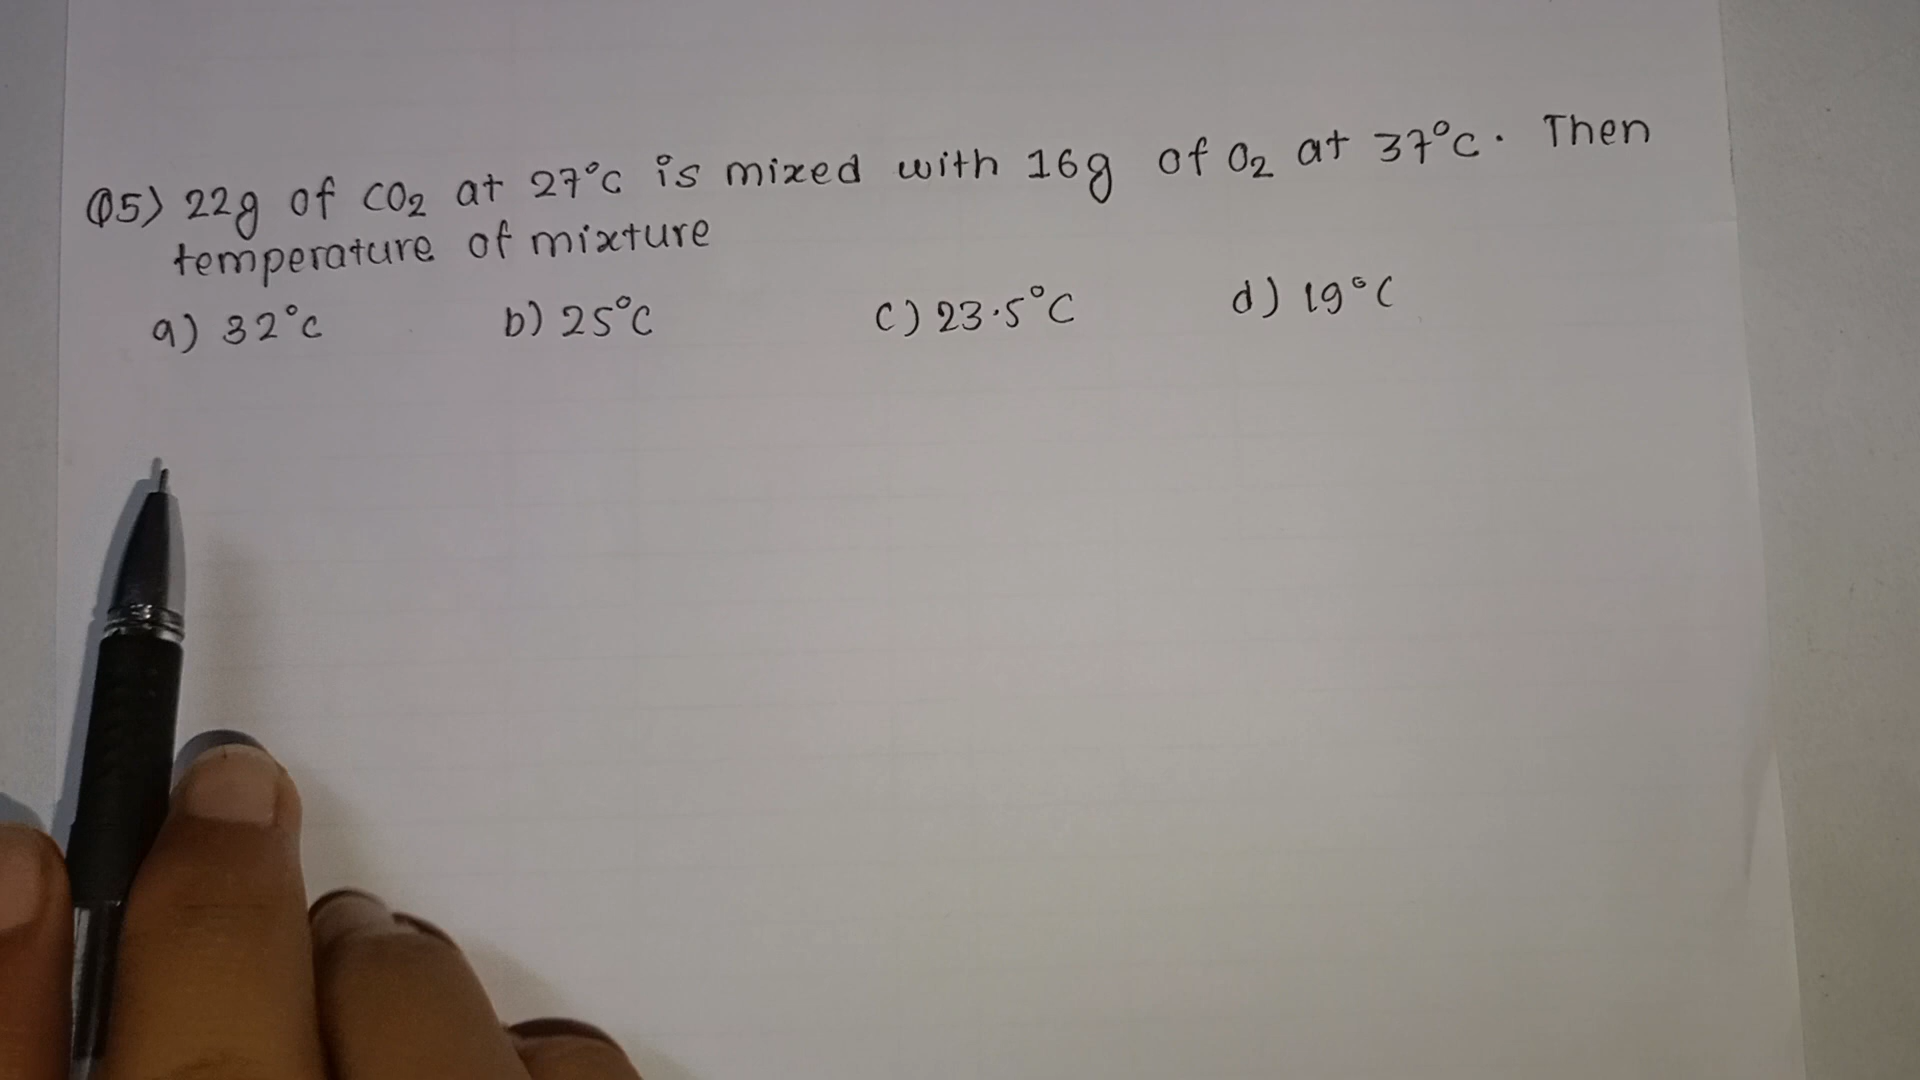 Q5) 22g of CO₂ at 27°C is mixed with 16g of O₂ at 37°C. Then
temperature of mixture
a) 32°C b) 25°C C) 23.5°C d) 19°C